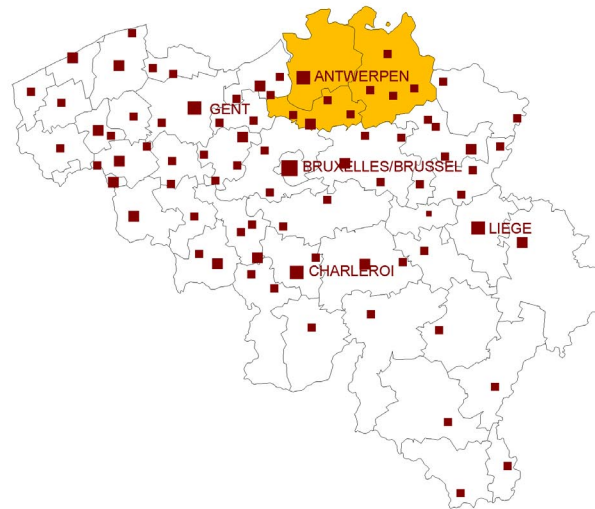 ANTWERPEN
GENT
BRUXELLES/BRUSSEL
LIEGE
CHARLEROI